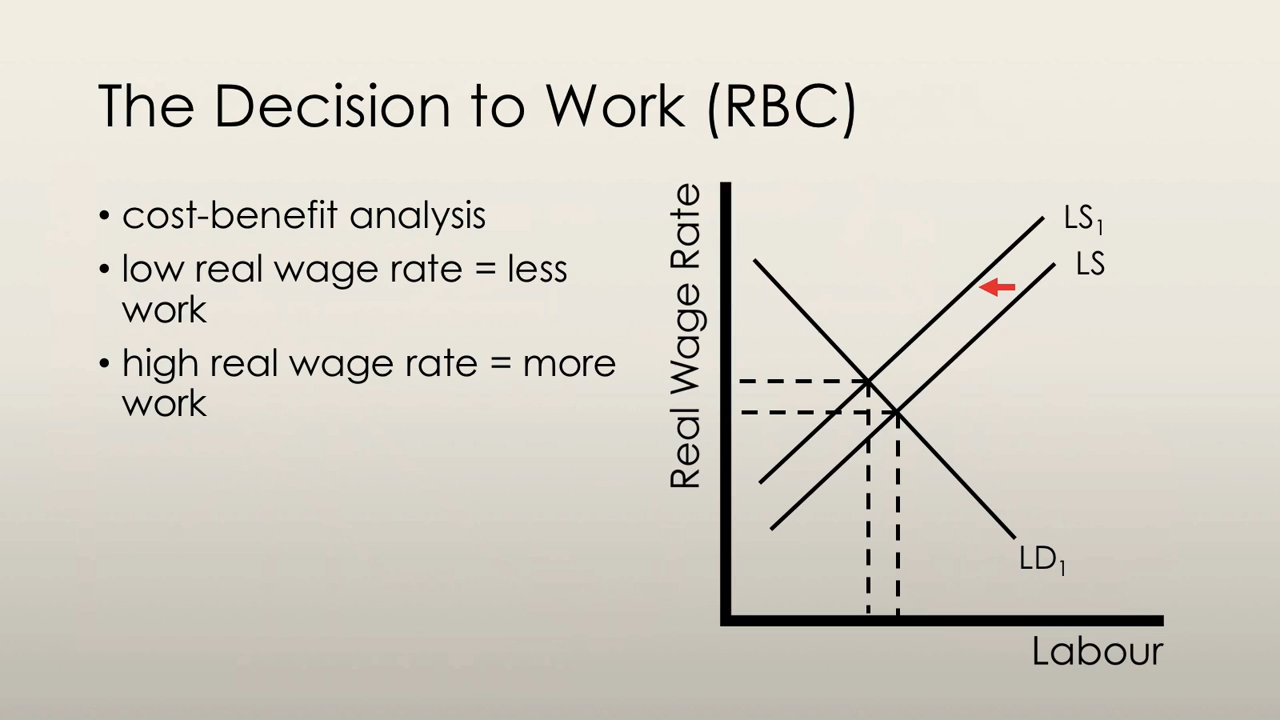 The Decision to Work (RBC)
• cost-benefit analysis
• low real wage rate = less
work
• high real wage rate = more
work
Real Wage Rate
LS₁
LS
LD₁
Labour